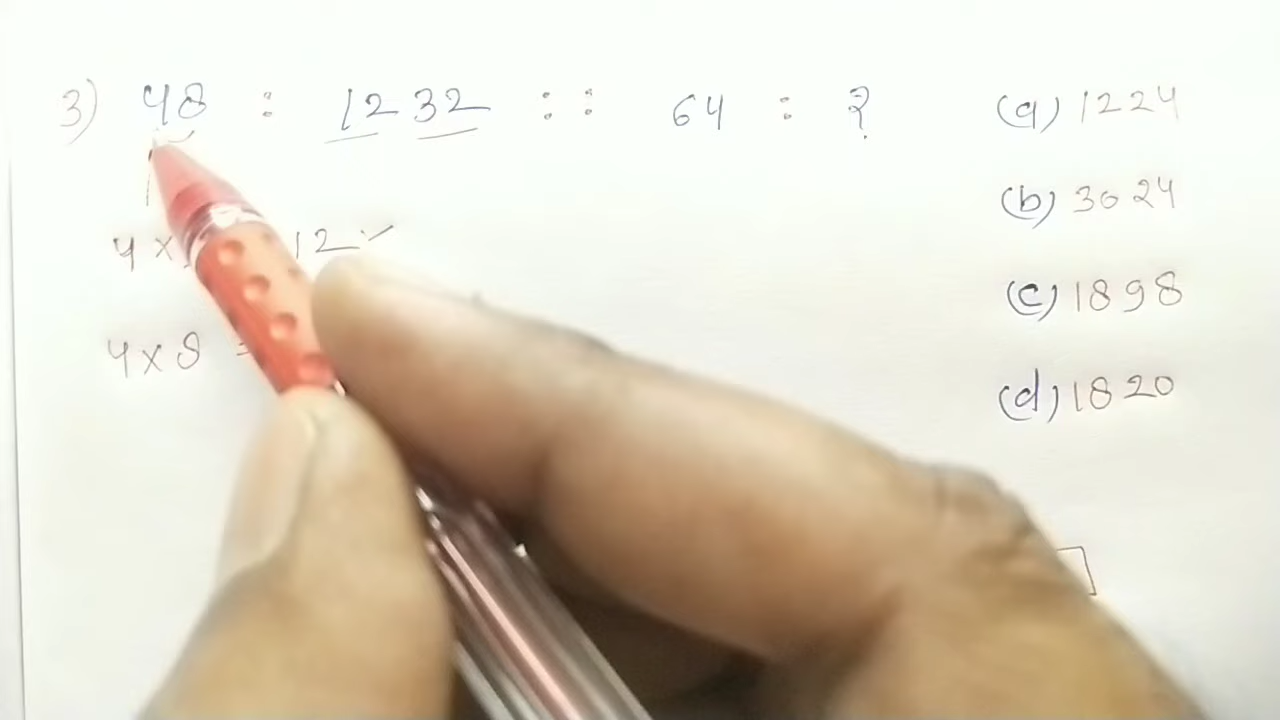 3) 48 : 1232 :: 64 : ?
(a) 1224
(b) 3024
(c) 1898
(d) 1820
4 × 12 ✓
4 × 8 =